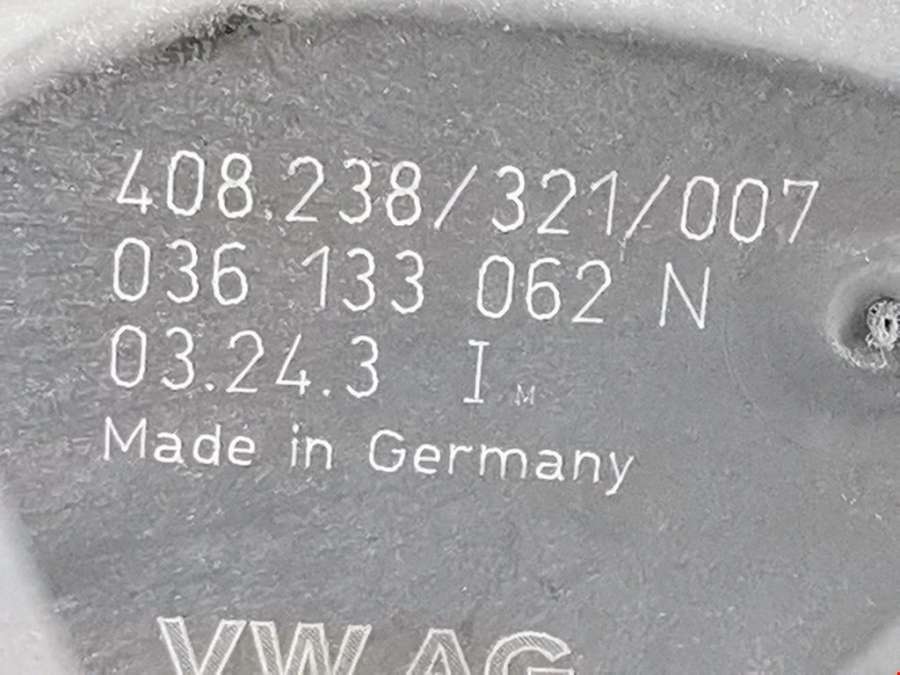 408.238/321/007
036 133 062 N
03.24.3 I M
Made in Germany
VW AG